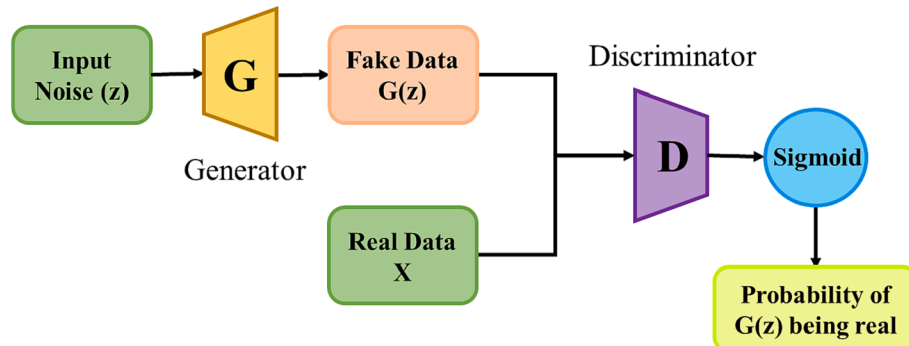 Input
Noise (z)
G
Generator
Fake Data
G(z)
Real Data
X
Discriminator
D
Sigmoid
Probability of
G(z) being real